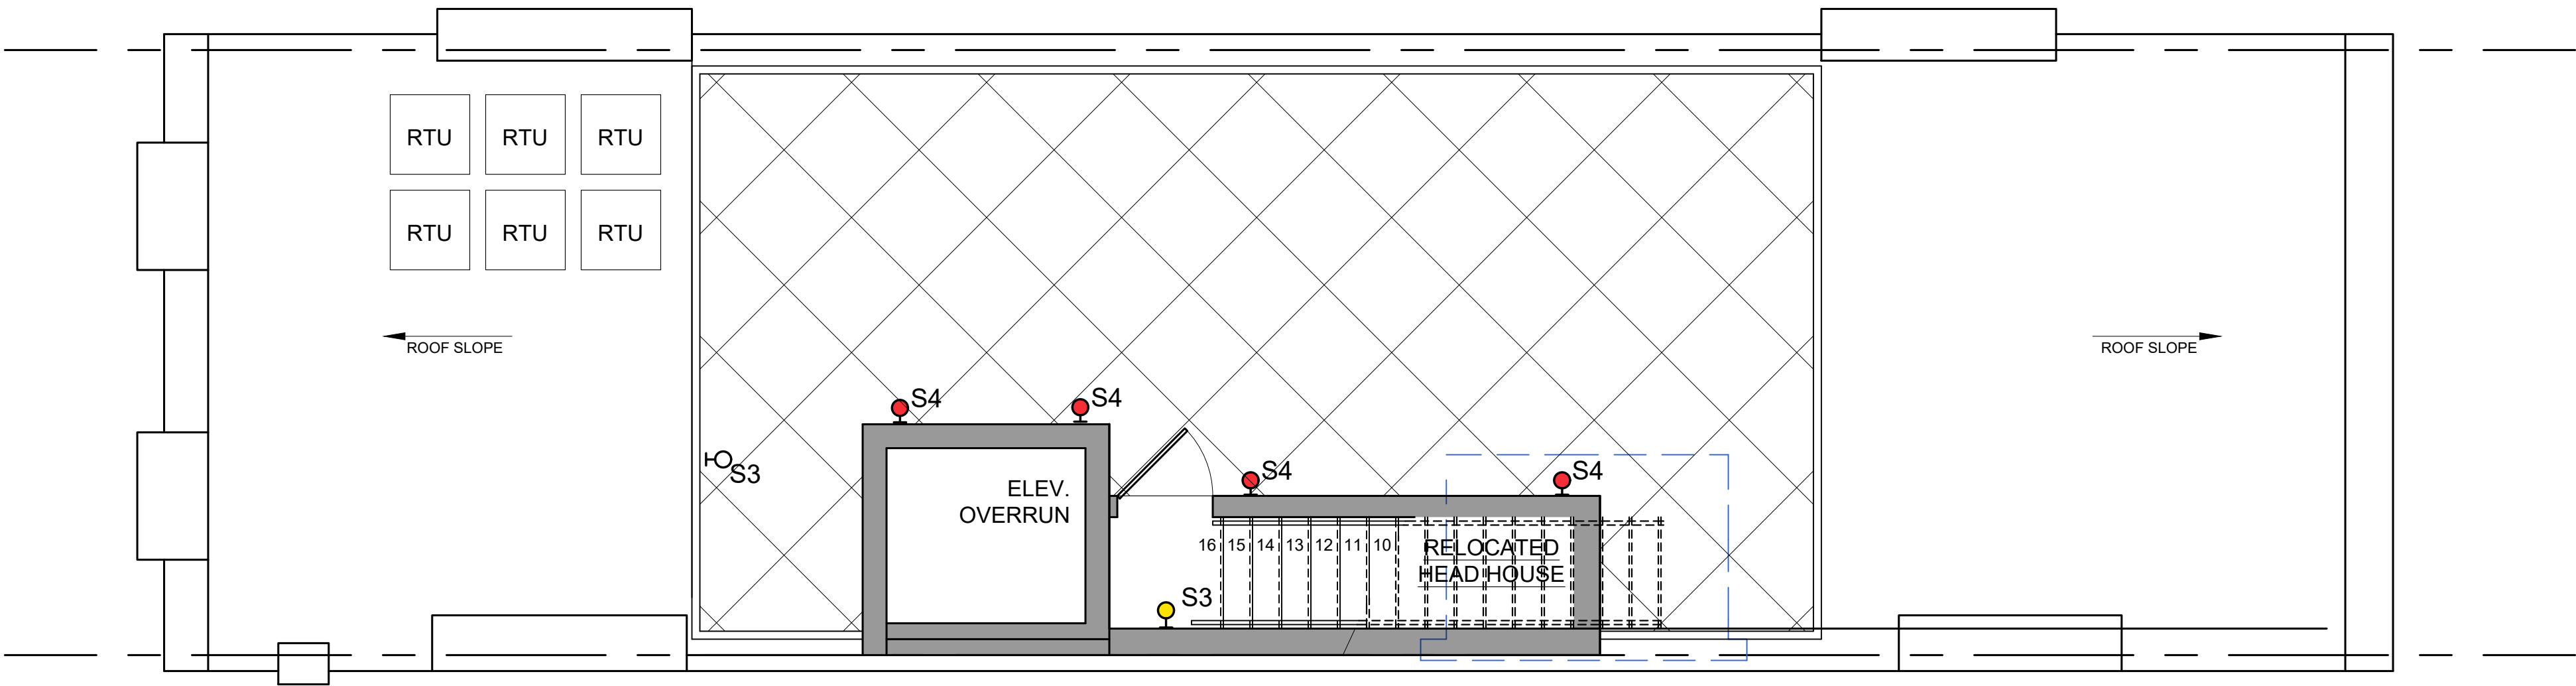 RTU RTU RTU
RTU RTU RTU
ROOF SLOPE
ROOF SLOPE
S4
S4
S3
S4
S4
ELEV.
OVERRUN
16 15 14 13 12 11 10
RELOCATED
HEAD HOUSE
S3